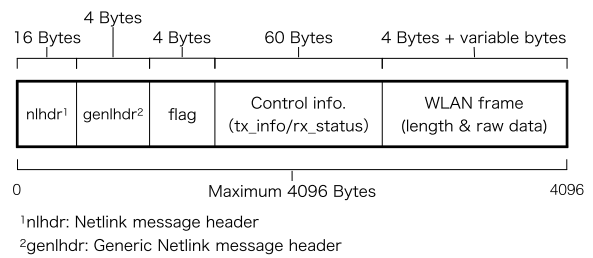 4 Bytes
16 Bytes 4 Bytes 60 Bytes 4 Bytes + variable bytes
nlhdr¹ genlhdr² flag Control info. (tx_info/rx_status) WLAN frame (length & raw data)
0 Maximum 4096 Bytes 4096
¹nlhdr: Netlink message header
²genlhdr: Generic Netlink message header